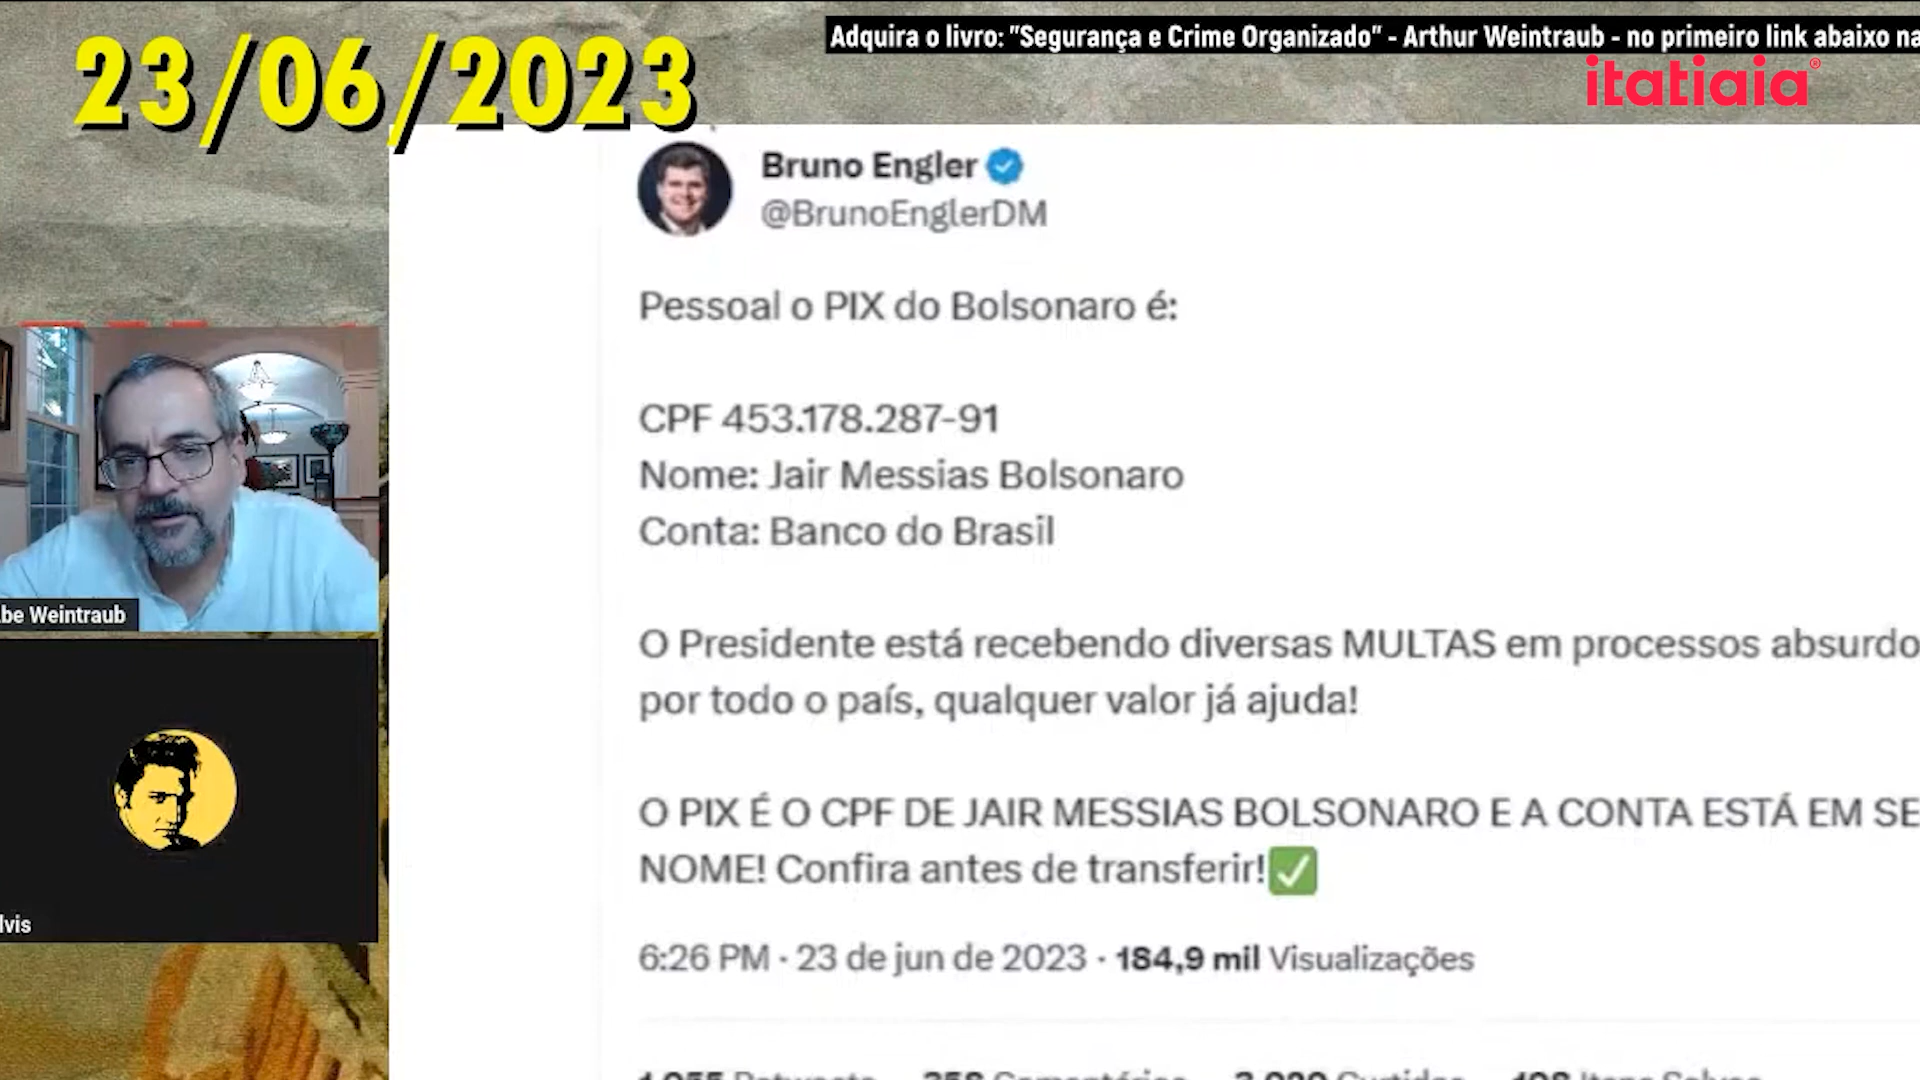 23/06/2023
Adquira o livro: "Segurança e Crime Organizado" - Arthur Weintraub - no primeiro link abaixo na
itatiaia®
Bruno Engler
@BrunoEnglerDM
Pessoal o PIX do Bolsonaro é:
CPF 453.178.287-91
Nome: Jair Messias Bolsonaro
Conta: Banco do Brasil
O Presidente está recebendo diversas MULTAS em processos absurdo
por todo o país, qualquer valor já ajuda!
O PIX É O CPF DE JAIR MESSIAS BOLSONARO E A CONTA ESTÁ EM SE
NOME! Confira antes de transferir!
6:26 PM · 23 de jun de 2023 · 184,9 mil Visualizações
be Weintraub
lvis